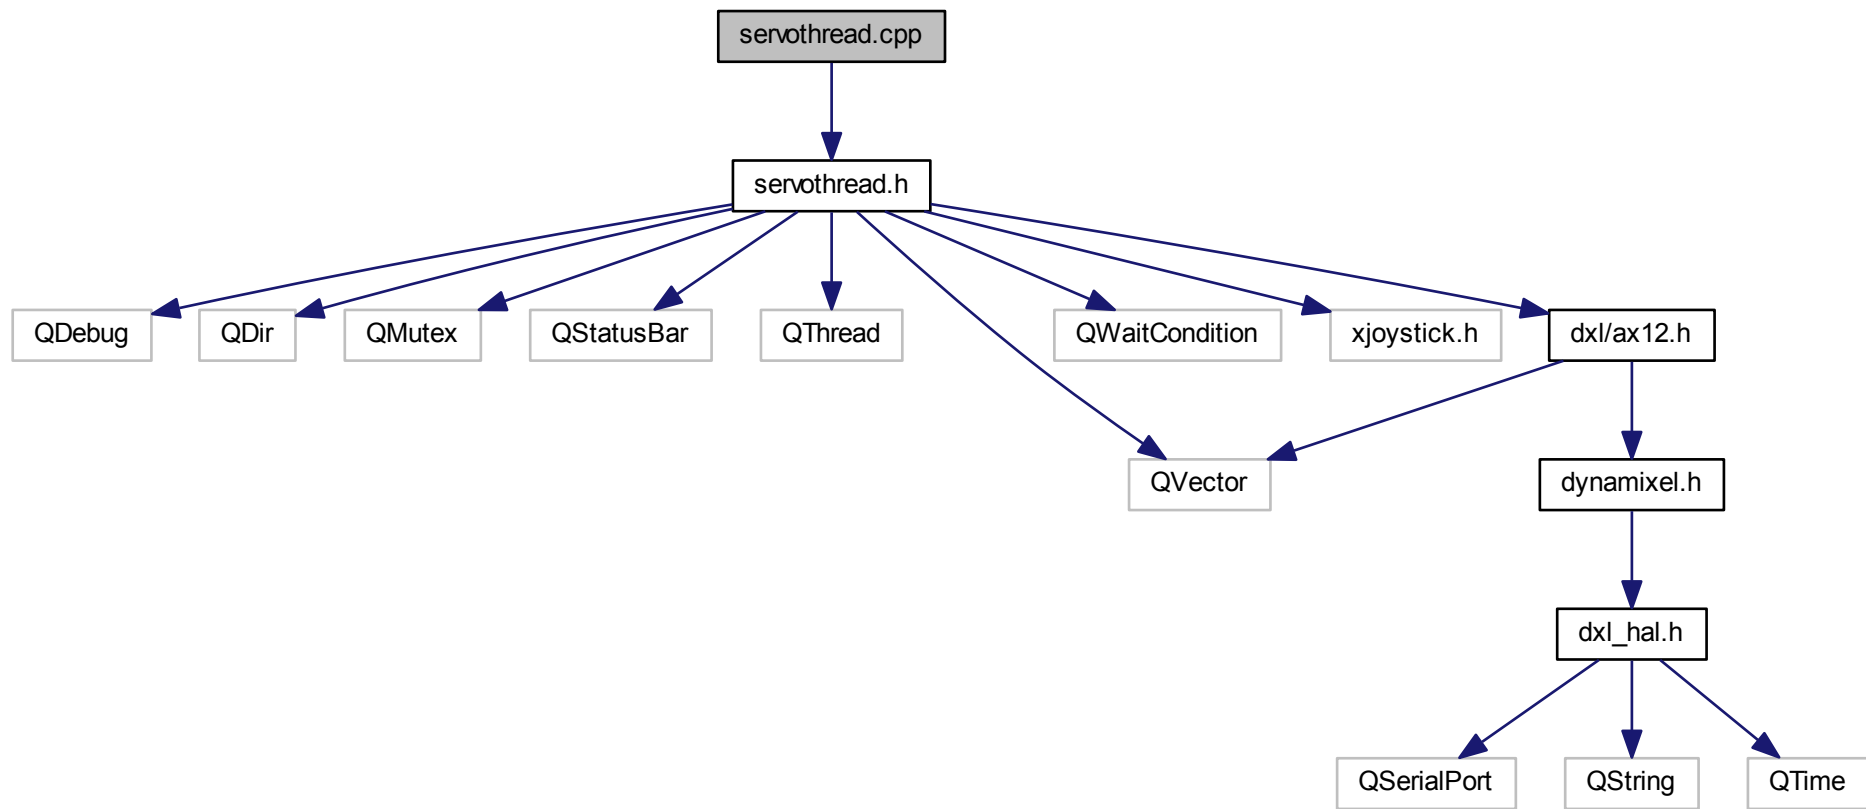 servothread.cpp
servothread.h
QDebug
QDir
QMutex
QStatusBar
QThread
QWaitCondition
xjoystick.h
dxl/ax12.h
QVector
dynamixel.h
dxl_hal.h
QSerialPort
QString
QTime